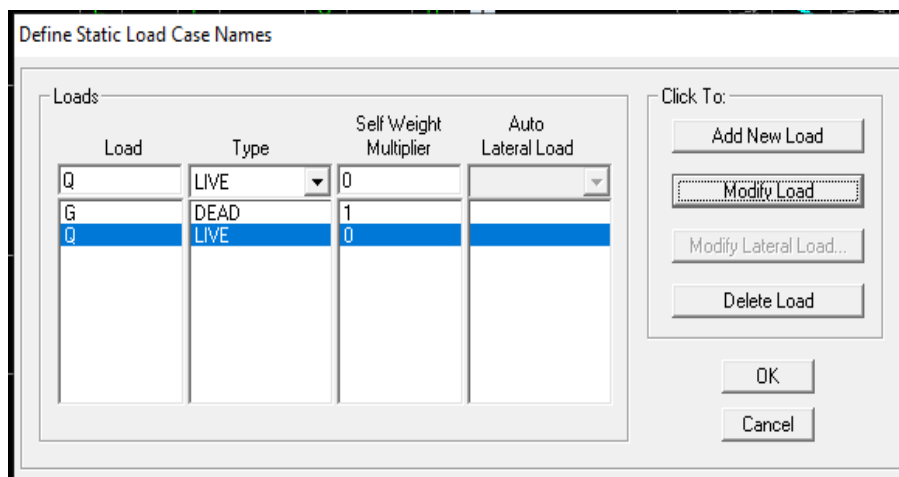 Define Static Load Case Names
Loads
Load Type Self Weight Multiplier Auto Lateral Load
Q LIVE 0
G DEAD 1
Q LIVE 0
Click To:
Add New Load
Modify Load
Modify Lateral Load...
Delete Load
OK
Cancel